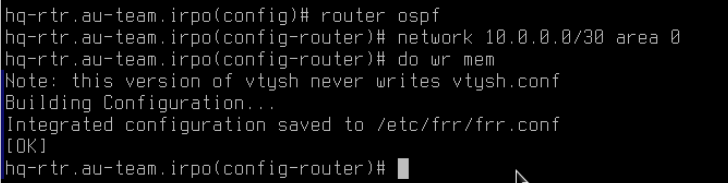 hq-rtr.au-team.irpo(config)# router ospf
hq-rtr.au-team.irpo(config-router)# network 10.0.0.0/30 area 0
hq-rtr.au-team.irpo(config-router)# do wr mem
Note: this version of vtysh never writes vtysh.conf
Building Configuration...
Integrated configuration saved to /etc/frr/frr.conf
[OK]
hq-rtr.au-team.irpo(config-router)#